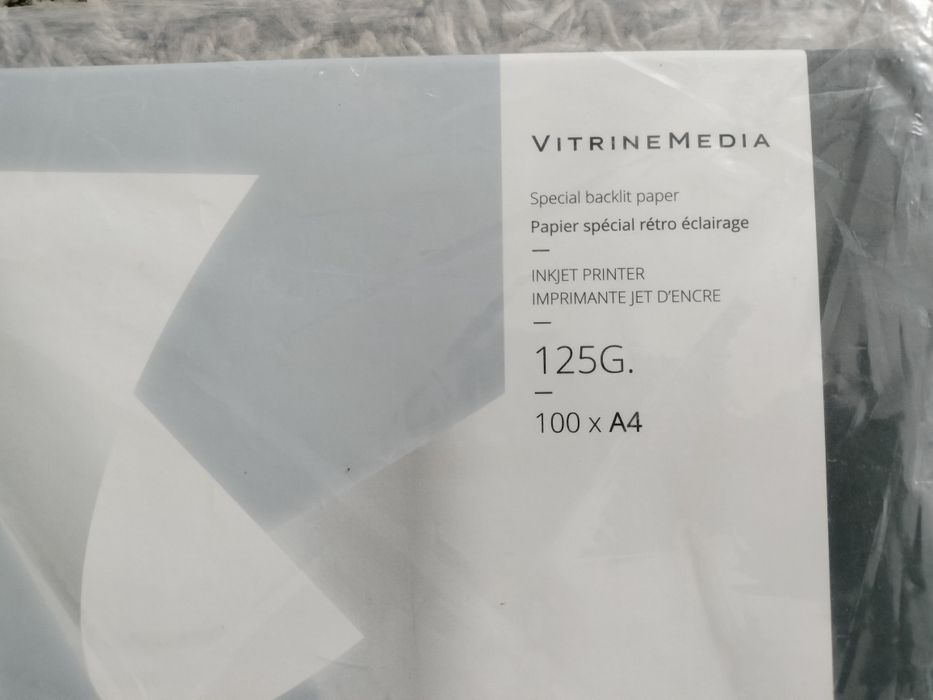 VITRINEMEDIA
Special backlit paper
Papier spécial rétro éclairage
—
INKJET PRINTER
IMPRIMANTE JET D'ENCRE
—
125G.
—
100 x A4